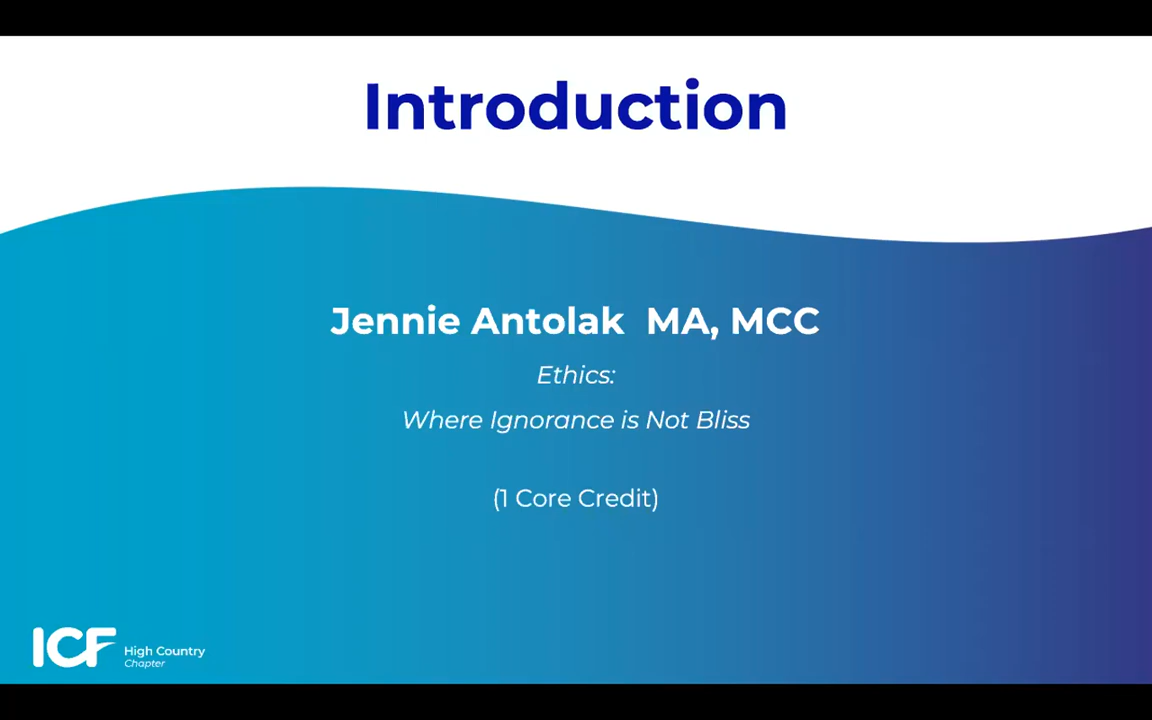 Introduction
Jennie Antolak MA, MCC
Ethics:
Where Ignorance is Not Bliss
(1 Core Credit)
ICF High Country
Chapter